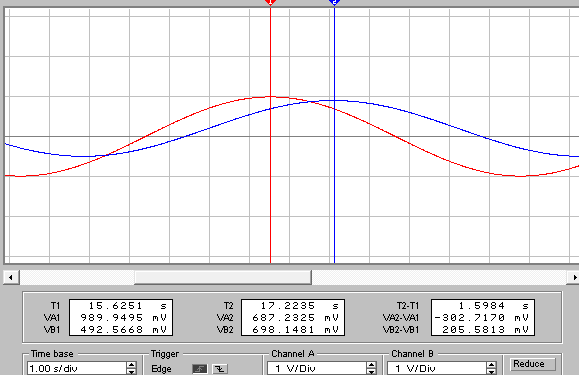 1 2
T1 15.6251 s T2 17.2235 s T2-T1 1.5984 s
VA1 989.9495 mV VA2 687.2325 mV VA2-VA1 -302.7170 mV
VB1 492.5668 mV VB2 698.1481 mV VB2-VB1 205.5813 mV
Time base Trigger Channel A Channel B Reduce
1.00 s/div Edge 1 V/Div 1 V/Div